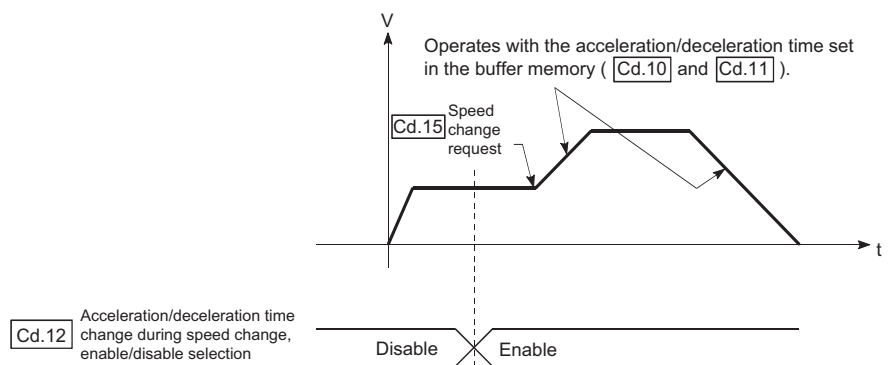 V
Operates with the acceleration/deceleration time set
in the buffer memory ( Cd.10 and Cd.11 ).
Cd.15 Speed
change
request
t
Cd.12 Acceleration/deceleration time
change during speed change,
enable/disable selection
Disable Enable